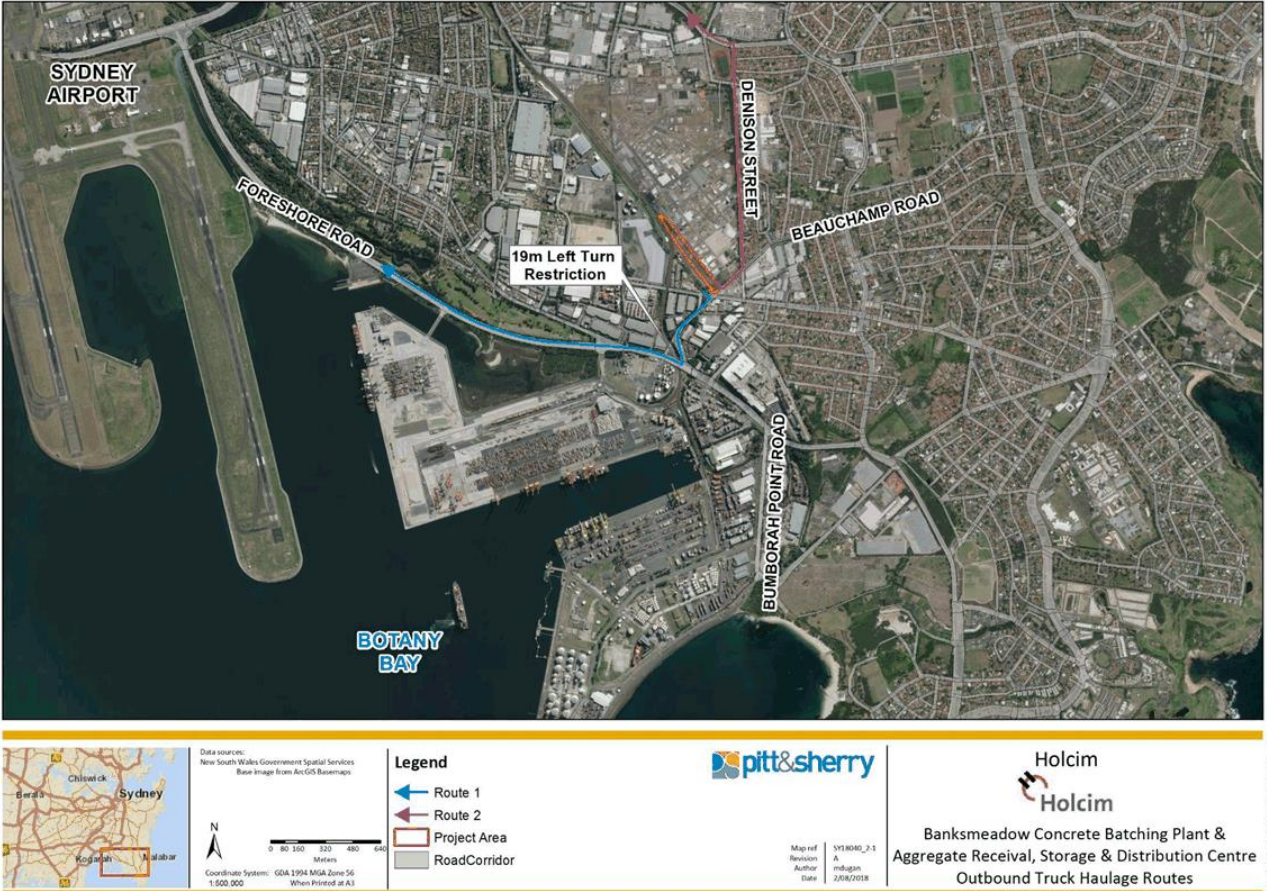 SYDNEY
AIRPORT
DENISON STREET
BEAUCHAMP ROAD
FORESHORE ROAD
19m Left Turn
Restriction
BUMBORAH POINT ROAD
BOTANY
BAY
Chiswick
Berala
Sydney
Kogarah
Malabar
Data sources:
New South Wales Government Spatial Services
Base image from ArcGIS Basemaps
N
0 80 160 320 480 640
Meters
Coordinate System: GDA 1994 MGA Zone 56
1:500,000 When Printed at A3
Legend
Route 1
Route 2
Project Area
RoadCorridor
pitt&sherry
Map ref SY18040_2-1
Revision A
Author mdugan
Date 2/08/2018
Holcim
Holcim
Banksmeadow Concrete Batching Plant &
Aggregate Receival, Storage & Distribution Centre
Outbound Truck Haulage Routes